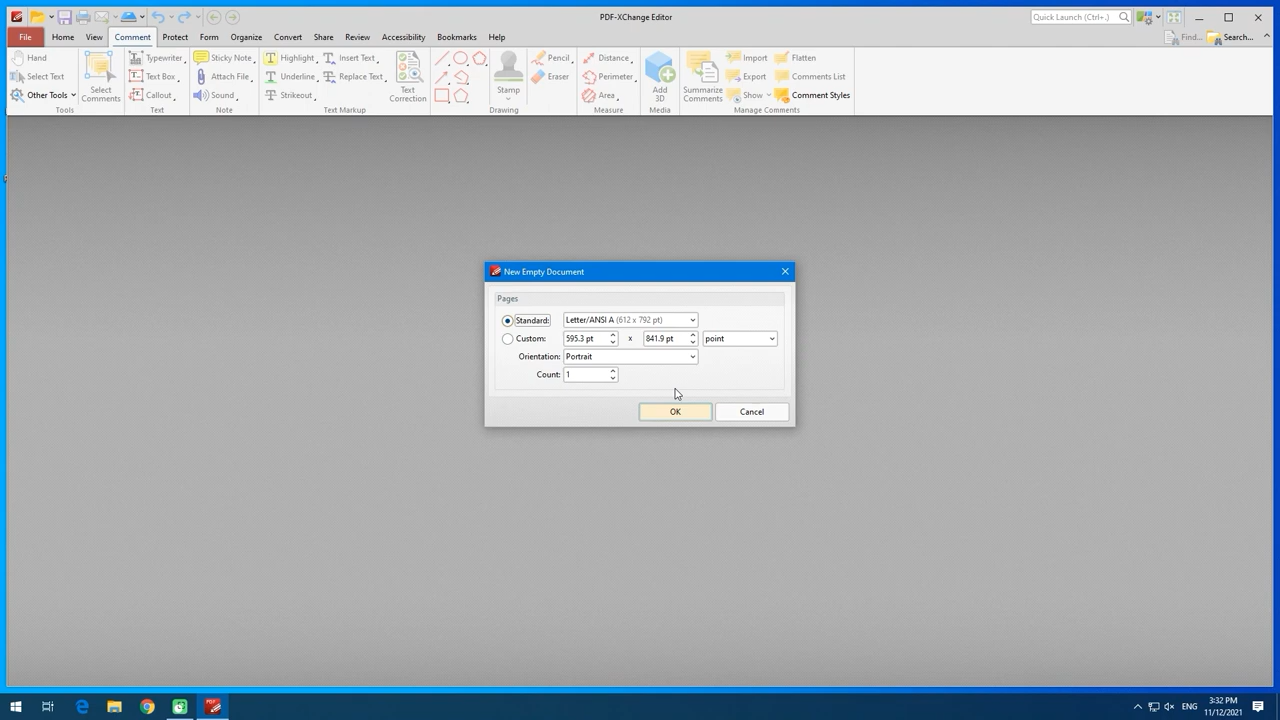 PDF-XChange Editor
Quick Launch (Ctrl+.)
File Home View Comment Protect Form Organize Convert Share Review Accessibility Bookmarks Help
Find... Search...
Hand
Select Text
Other Tools
Tools
Select Comments
Typewriter
Text Box
Callout
Text
Sticky Note
Attach File
Sound
Note
Highlight
Underline
Strikeout
Insert Text
Replace Text
Text Correction
Text Markup
Stamp
Pencil
Eraser
Drawing
Distance
Perimeter
Area
Measure
Add 3D
Media
Summarize Comments
Import
Export
Show
Flatten
Comments List
Comment Styles
Manage Comments
New Empty Document
Pages
Standard: Letter/ANSI A (612 x 792 pt)
Custom: 595.3 pt x 841.9 pt point
Orientation: Portrait
Count: 1
OK Cancel
PDF
ENG
3:32 PM
11/12/2021